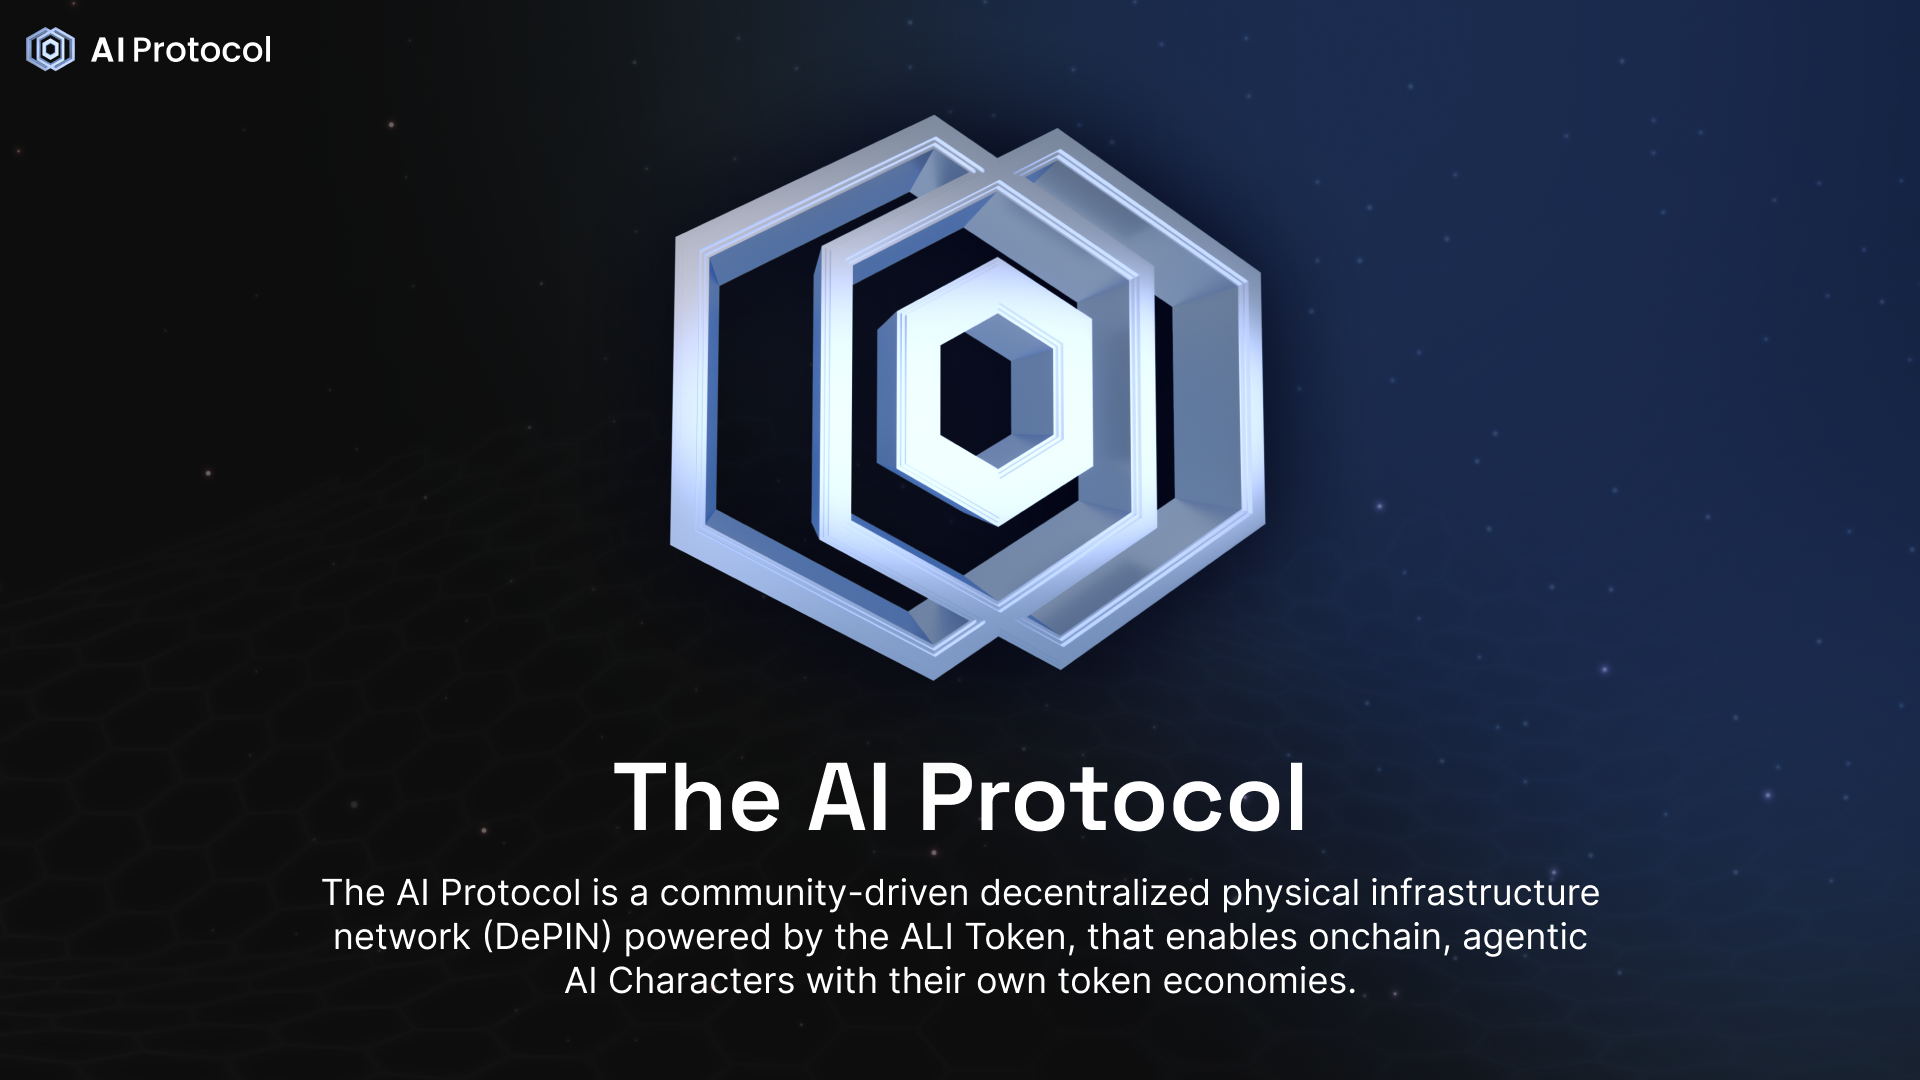 AI Protocol
The AI Protocol
The AI Protocol is a community-driven decentralized physical infrastructure
network (DePIN) powered by the ALI Token, that enables onchain, agentic
AI Characters with their own token economies.